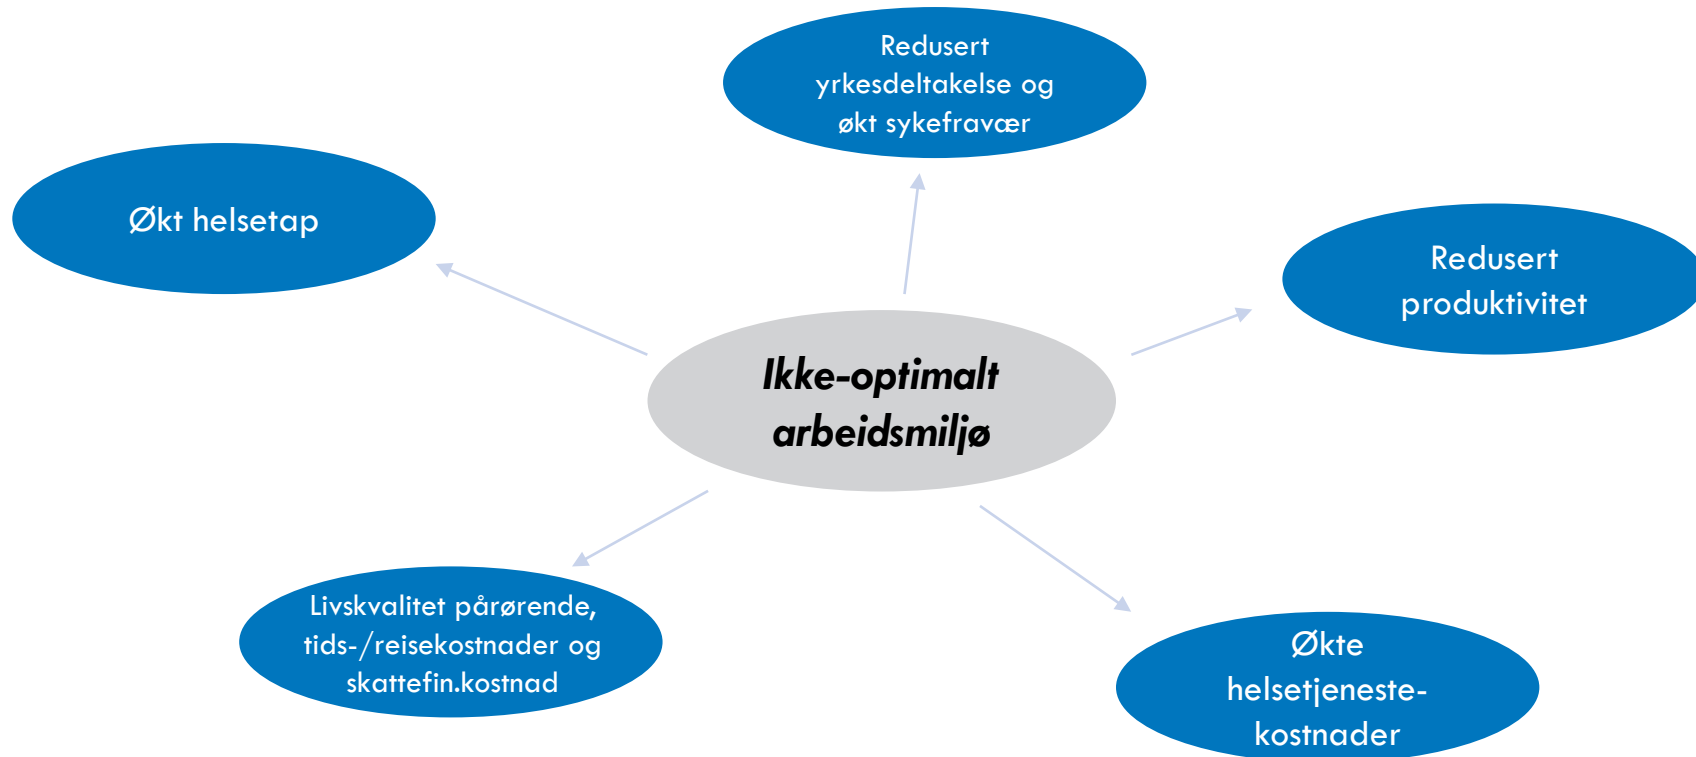 Redusert
yrkesdeltakelse og
økt sykefravær
Økt helsetap
Redusert
produktivitet
Ikke-optimalt
arbeidsmiljø
Livskvalitet pårørende,
tids-/reisekostnader og
skattefin.kostnad
Økte
helsetjeneste-
kostnader